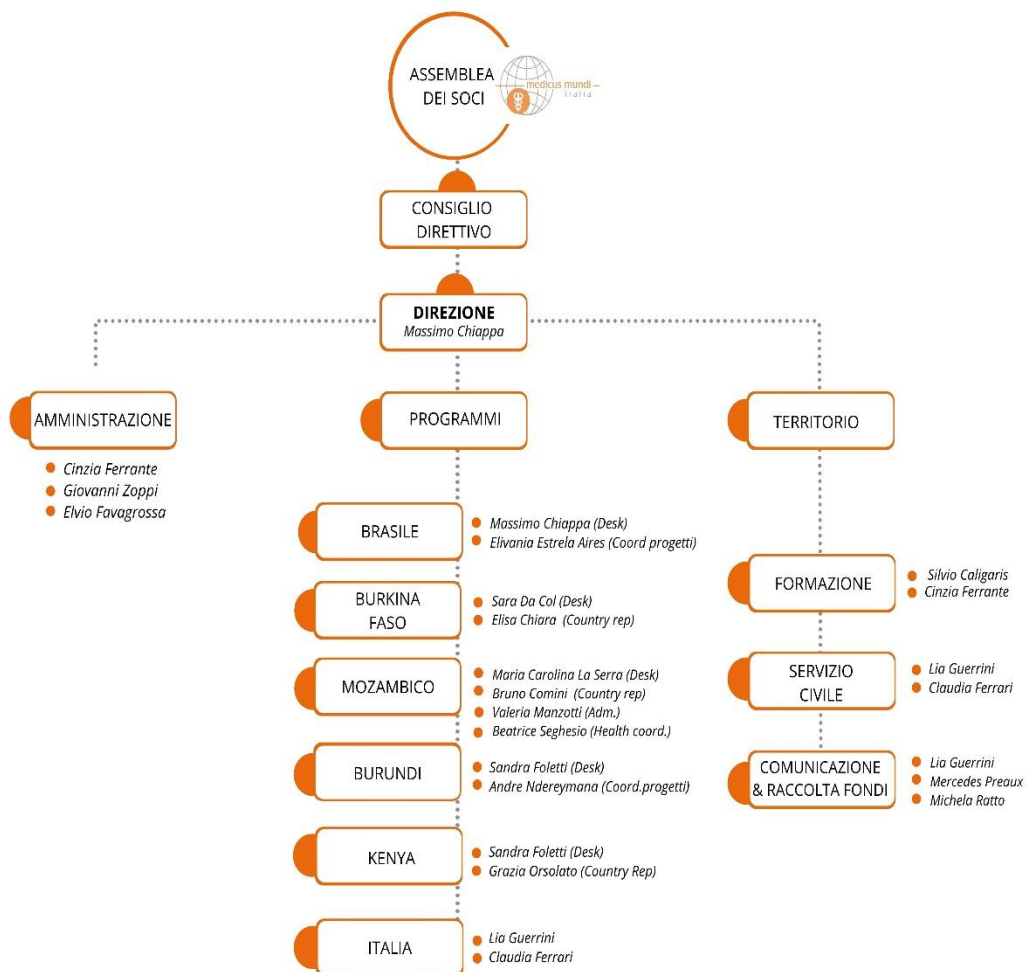 ASSEMBLEA
DEI SOCI
medicus mundi
italia
CONSIGLIO
DIRETTIVO
DIREZIONE
Massimo Chiappa
AMMINISTRAZIONE
Cinzia Ferrante
Giovanni Zoppi
Elvio Favagrossa
PROGRAMMI
BRASILE
Massimo Chiappa (Desk)
Elivania Estrela Aires (Coord progetti)
BURKINA
FASO
Sara Da Col (Desk)
Elisa Chiara (Country rep)
MOZAMBICO
Maria Carolina La Serra (Desk)
Bruno Comini (Country rep)
Valeria Manzotti (Adm.)
Beatrice Seghesio (Health coord.)
BURUNDI
Sandra Foletti (Desk)
Andre Ndereymana (Coord.progetti)
KENYA
Sandra Foletti (Desk)
Grazia Orsolato (Country Rep)
ITALIA
Lia Guerrini
Claudia Ferrari
TERRITORIO
FORMAZIONE
Silvio Caligaris
Cinzia Ferrante
SERVIZIO
CIVILE
Lia Guerrini
Claudia Ferrari
COMUNICAZIONE
& RACCOLTA FONDI
Lia Guerrini
Mercedes Preaux
Michela Ratto